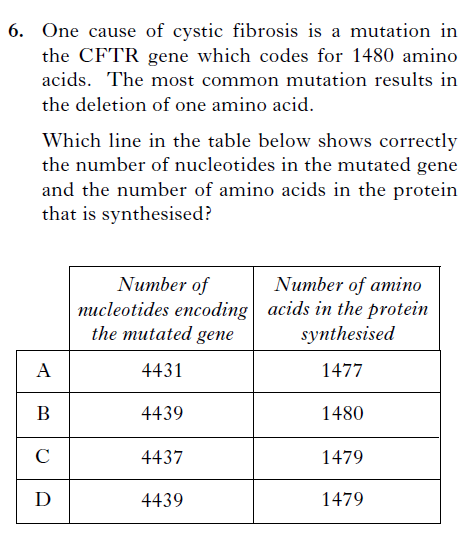 6. One cause of cystic fibrosis is a mutation in
the CFTR gene which codes for 1480 amino
acids. The most common mutation results in
the deletion of one amino acid.
Which line in the table below shows correctly
the number of nucleotides in the mutated gene
and the number of amino acids in the protein
that is synthesised?
Number of
nucleotides encoding
the mutated gene
Number of amino
acids in the protein
synthesised
A 4431 1477
B 4439 1480
C 4437 1479
D 4439 1479